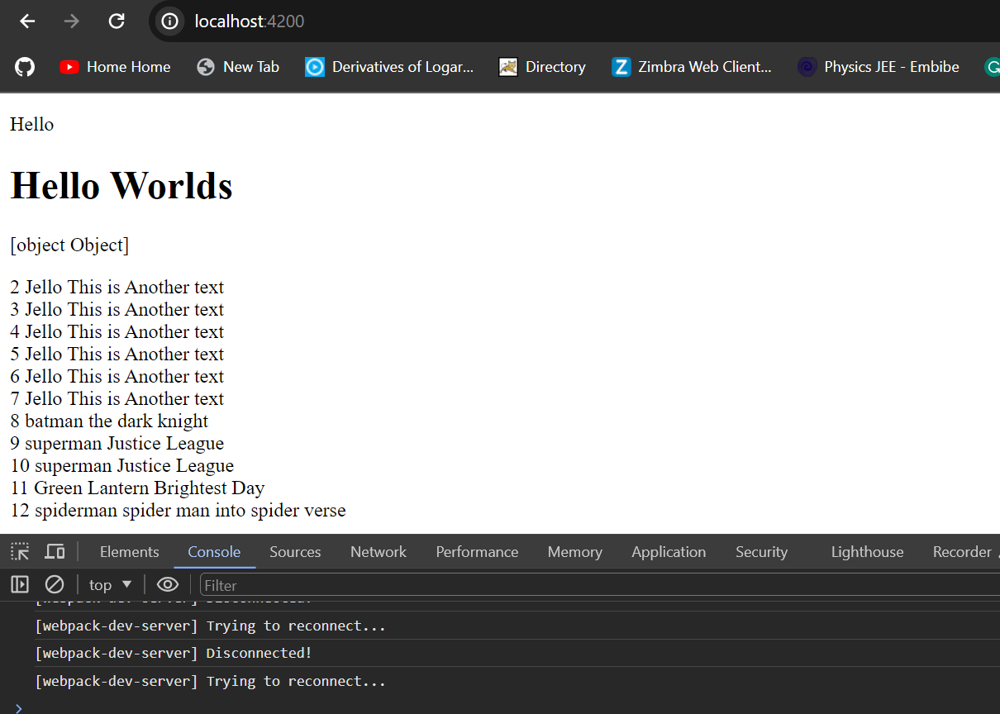 localhost:4200
Home Home New Tab Derivatives of Logar... Directory Zimbra Web Client... Physics JEE - Embibe
Hello
Hello Worlds
[object Object]
2 Jello This is Another text
3 Jello This is Another text
4 Jello This is Another text
5 Jello This is Another text
6 Jello This is Another text
7 Jello This is Another text
8 batman the dark knight
9 superman Justice League
10 superman Justice League
11 Green Lantern Brightest Day
12 spiderman spider man into spider verse
Elements Console Sources Network Performance Memory Application Security Lighthouse Recorder
top Filter
[webpack-dev-server] Disconnected!
[webpack-dev-server] Trying to reconnect...
[webpack-dev-server] Disconnected!
[webpack-dev-server] Trying to reconnect...